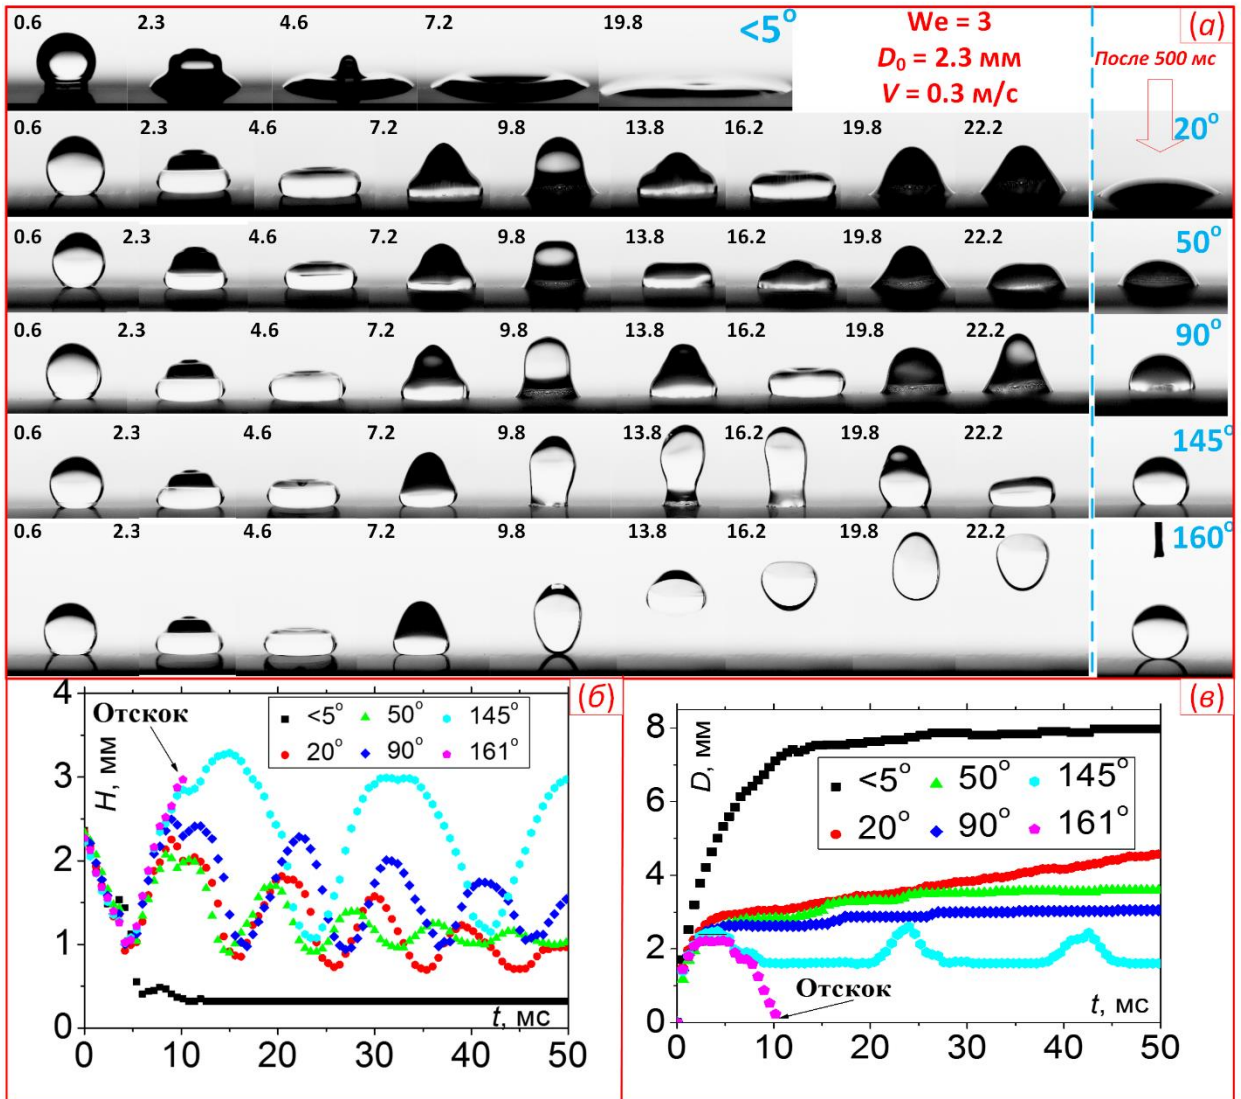 0.6 2.3 4.6 7.2 19.8 <5° We = 3 (а)
D₀ = 2.3 мм После 500 мс
V = 0.3 м/с
0.6 2.3 4.6 7.2 9.8 13.8 16.2 19.8 22.2 20°
0.6 2.3 4.6 7.2 9.8 13.8 16.2 19.8 22.2 50°
0.6 2.3 4.6 7.2 9.8 13.8 16.2 19.8 22.2 90°
0.6 2.3 4.6 7.2 9.8 13.8 16.2 19.8 22.2 145°
0.6 2.3 4.6 7.2 9.8 13.8 16.2 19.8 22.2 160°
(б)
Отскок
<5° 50° 145°
20° 90° 161°
H, мм
4
3
2
1
0
t, мс
0 10 20 30 40 50
(в)
D, мм
8
6
4
2
0
<5° 50° 145°
20° 90° 161°
Отскок
t, мс
0 10 20 30 40 50